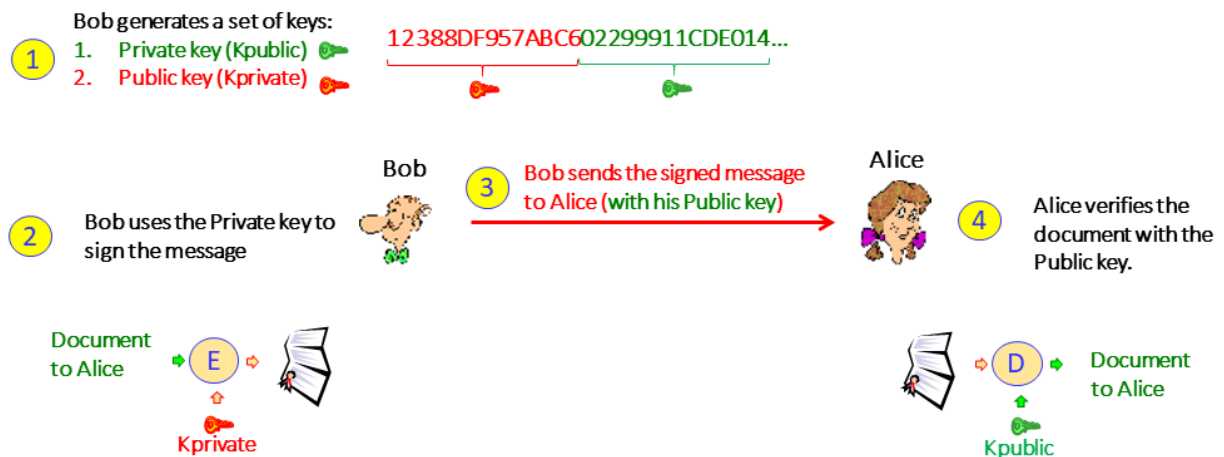 Bob generates a set of keys:
1. Private key (Kpublic)
2. Public key (Kprivate)
12388DF957ABC602299911CDE014...
1
Bob
3
Bob sends the signed message
to Alice (with his Public key)
Alice
2
Bob uses the Private key to
sign the message
4
Alice verifies the
document with the
Public key.
Document
to Alice
E
Kprivate
D
Document
to Alice
Kpublic